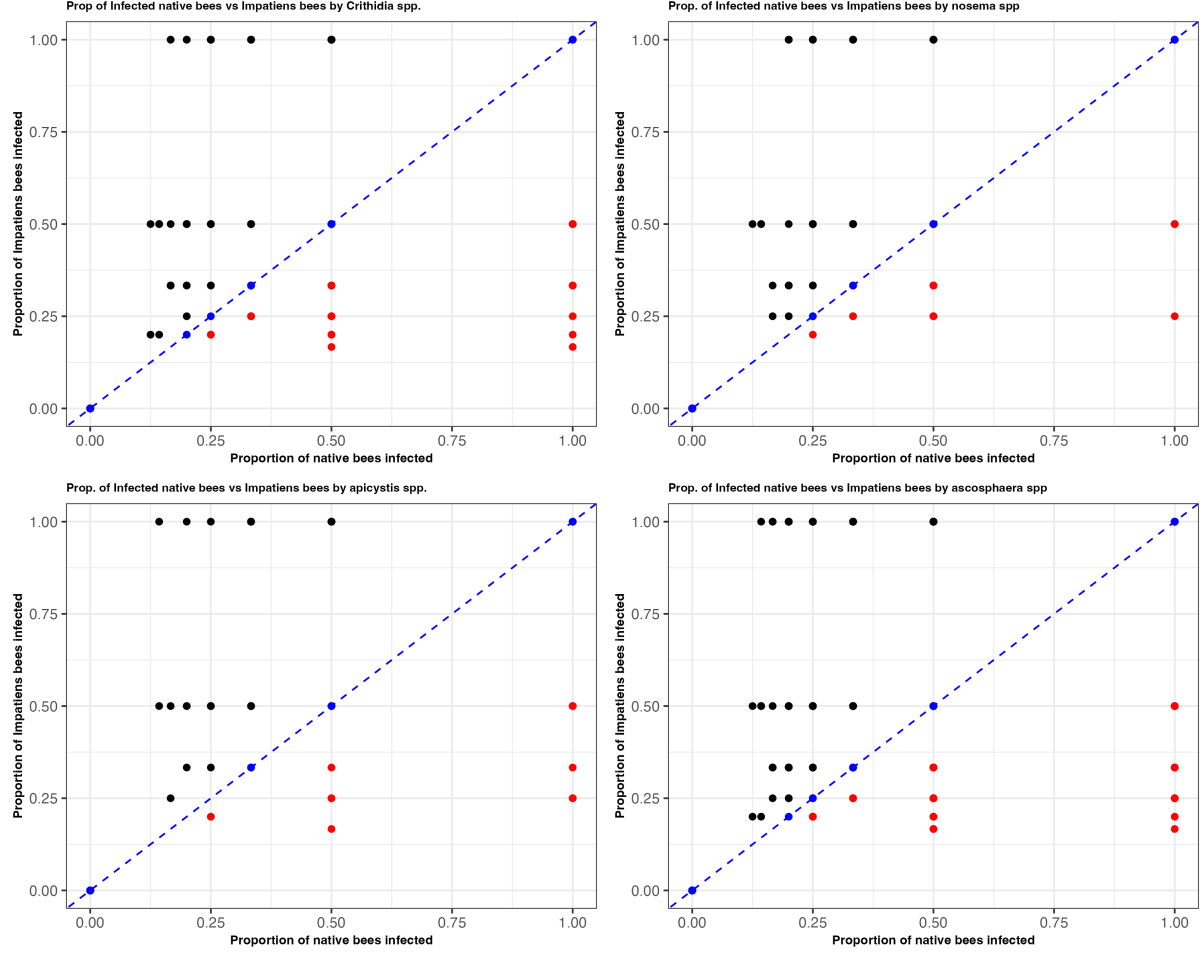 Prop of Infected native bees vs Impatiens bees by Crithidia spp.
1.00
0.75
0.50
0.25
0.00
Proportion of Impatiens bees infected
0.00 0.25 0.50 0.75 1.00
Proportion of native bees infected
Prop. of Infected native bees vs Impatiens bees by nosema spp
1.00
0.75
0.50
0.25
0.00
Proportion of Impatiens bees infected
0.00 0.25 0.50 0.75 1.00
Proportion of native bees infected
Prop. of Infected native bees vs Impatiens bees by apicystis spp.
1.00
0.75
0.50
0.25
0.00
Proportion of Impatiens bees infected
0.00 0.25 0.50 0.75 1.00
Proportion of native bees infected
Prop. of Infected native bees vs Impatiens bees by ascosphaera spp
1.00
0.75
0.50
0.25
0.00
Proportion of Impatiens bees infected
0.00 0.25 0.50 0.75 1.00
Proportion of native bees infected